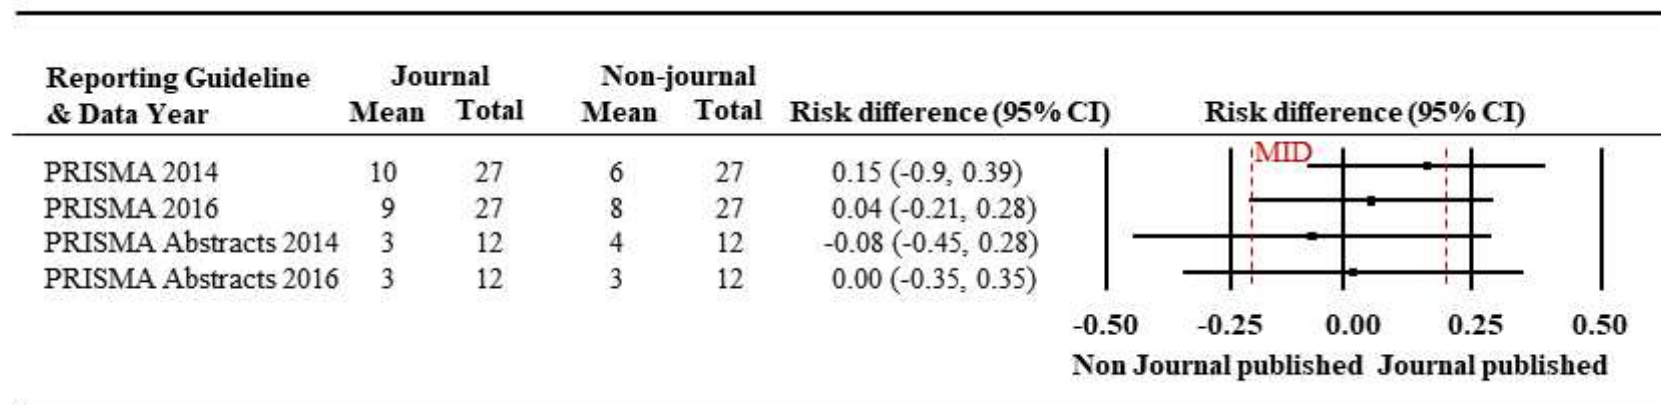 Reporting Guideline Journal Non-journal
& Data Year Mean Total Mean Total Risk difference (95% CI) Risk difference (95% CI)
MID
PRISMA 2014 10 27 6 27 0.15 (-0.9, 0.39)
PRISMA 2016 9 27 8 27 0.04 (-0.21, 0.28)
PRISMA Abstracts 2014 3 12 4 12 -0.08 (-0.45, 0.28)
PRISMA Abstracts 2016 3 12 3 12 0.00 (-0.35, 0.35)
-0.50 -0.25 0.00 0.25 0.50
Non Journal published Journal published